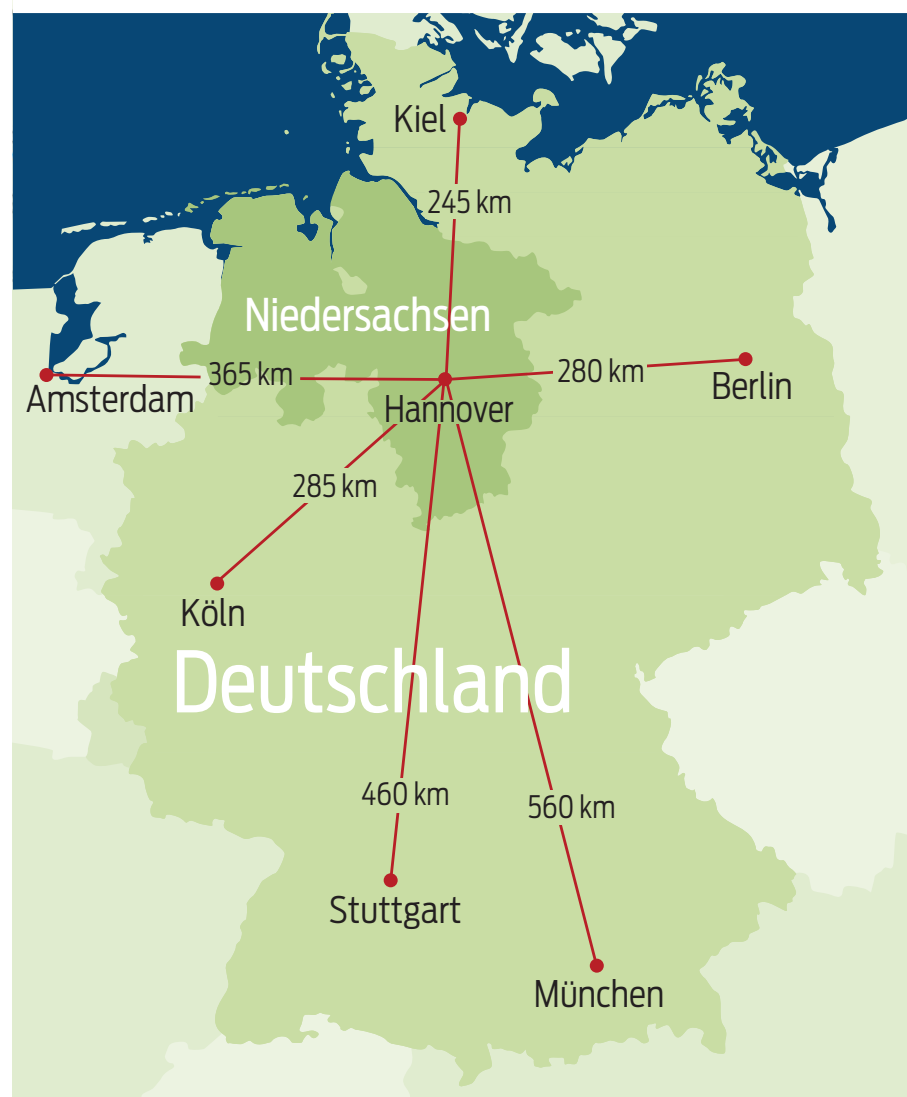 Kiel
245 km
Niedersachsen
365 km
280 km
Amsterdam
Hannover
Berlin
285 km
Köln
Deutschland
460 km
560 km
Stuttgart
München